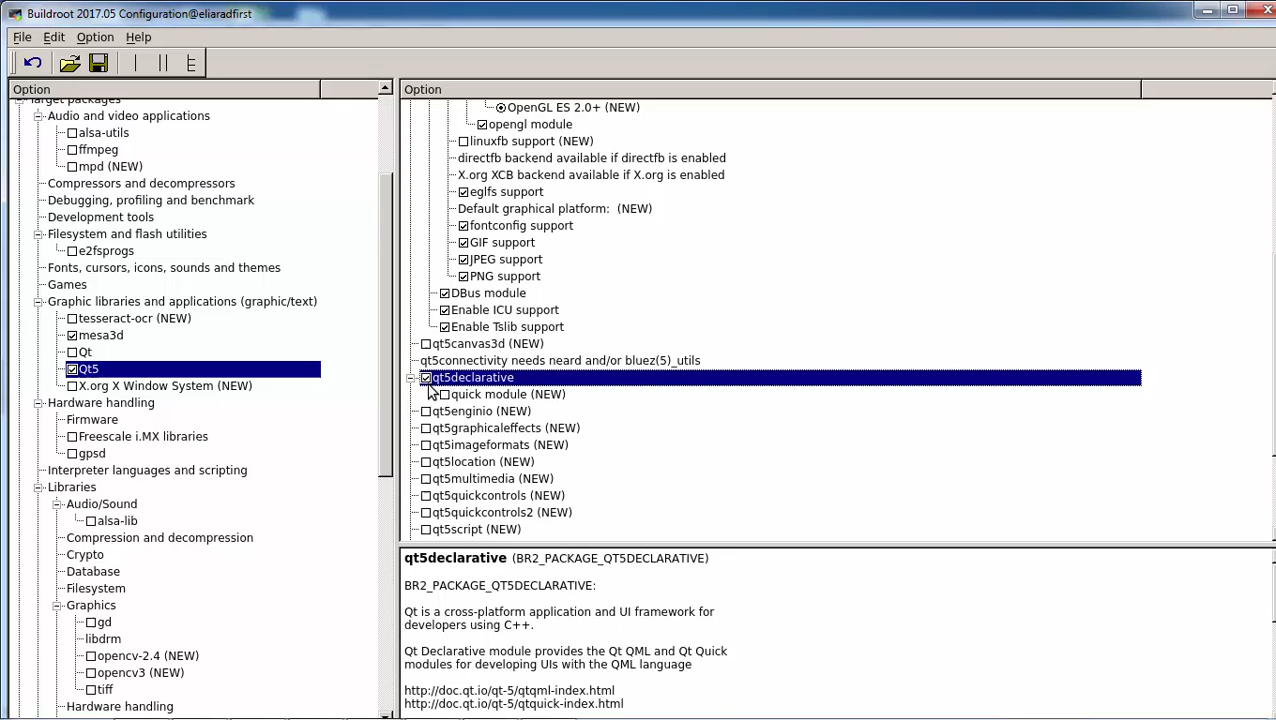 Buildroot 2017.05 Configuration@eliaradfirst
File Edit Option Help
Option
Target packages
Audio and video applications
alsa-utils
ffmpeg
mpd (NEW)
Compressors and decompressors
Debugging, profiling and benchmark
Development tools
Filesystem and flash utilities
e2fsprogs
Fonts, cursors, icons, sounds and themes
Games
Graphic libraries and applications (graphic/text)
tesseract-ocr (NEW)
mesa3d
Qt
Qt5
X.org X Window System (NEW)
Hardware handling
Firmware
Freescale i.MX libraries
gpsd
Interpreter languages and scripting
Libraries
Audio/Sound
alsa-lib
Compression and decompression
Crypto
Database
Filesystem
Graphics
gd
libdrm
opencv-2.4 (NEW)
opencv3 (NEW)
tiff
Hardware handling
Option
OpenGL ES 2.0+ (NEW)
opengl module
linuxfb support (NEW)
directfb backend available if directfb is enabled
X.org XCB backend available if X.org is enabled
eglfs support
Default graphical platform: (NEW)
fontconfig support
GIF support
JPEG support
PNG support
DBus module
Enable ICU support
Enable Tslib support
qt5canvas3d (NEW)
qt5connectivity needs neard and/or bluez(5)_utils
qt5declarative
quick module (NEW)
qt5enginio (NEW)
qt5graphicaleffects (NEW)
qt5imageformats (NEW)
qt5location (NEW)
qt5multimedia (NEW)
qt5quickcontrols (NEW)
qt5quickcontrols2 (NEW)
qt5script (NEW)
qt5declarative (BR2_PACKAGE_QT5DECLARATIVE)
BR2_PACKAGE_QT5DECLARATIVE:
Qt is a cross-platform application and UI framework for
developers using C++.
Qt Declarative module provides the Qt QML and Qt Quick
modules for developing UIs with the QML language
http://doc.qt.io/qt-5/qtqml-index.html
http://doc.qt.io/qt-5/qtquick-index.html